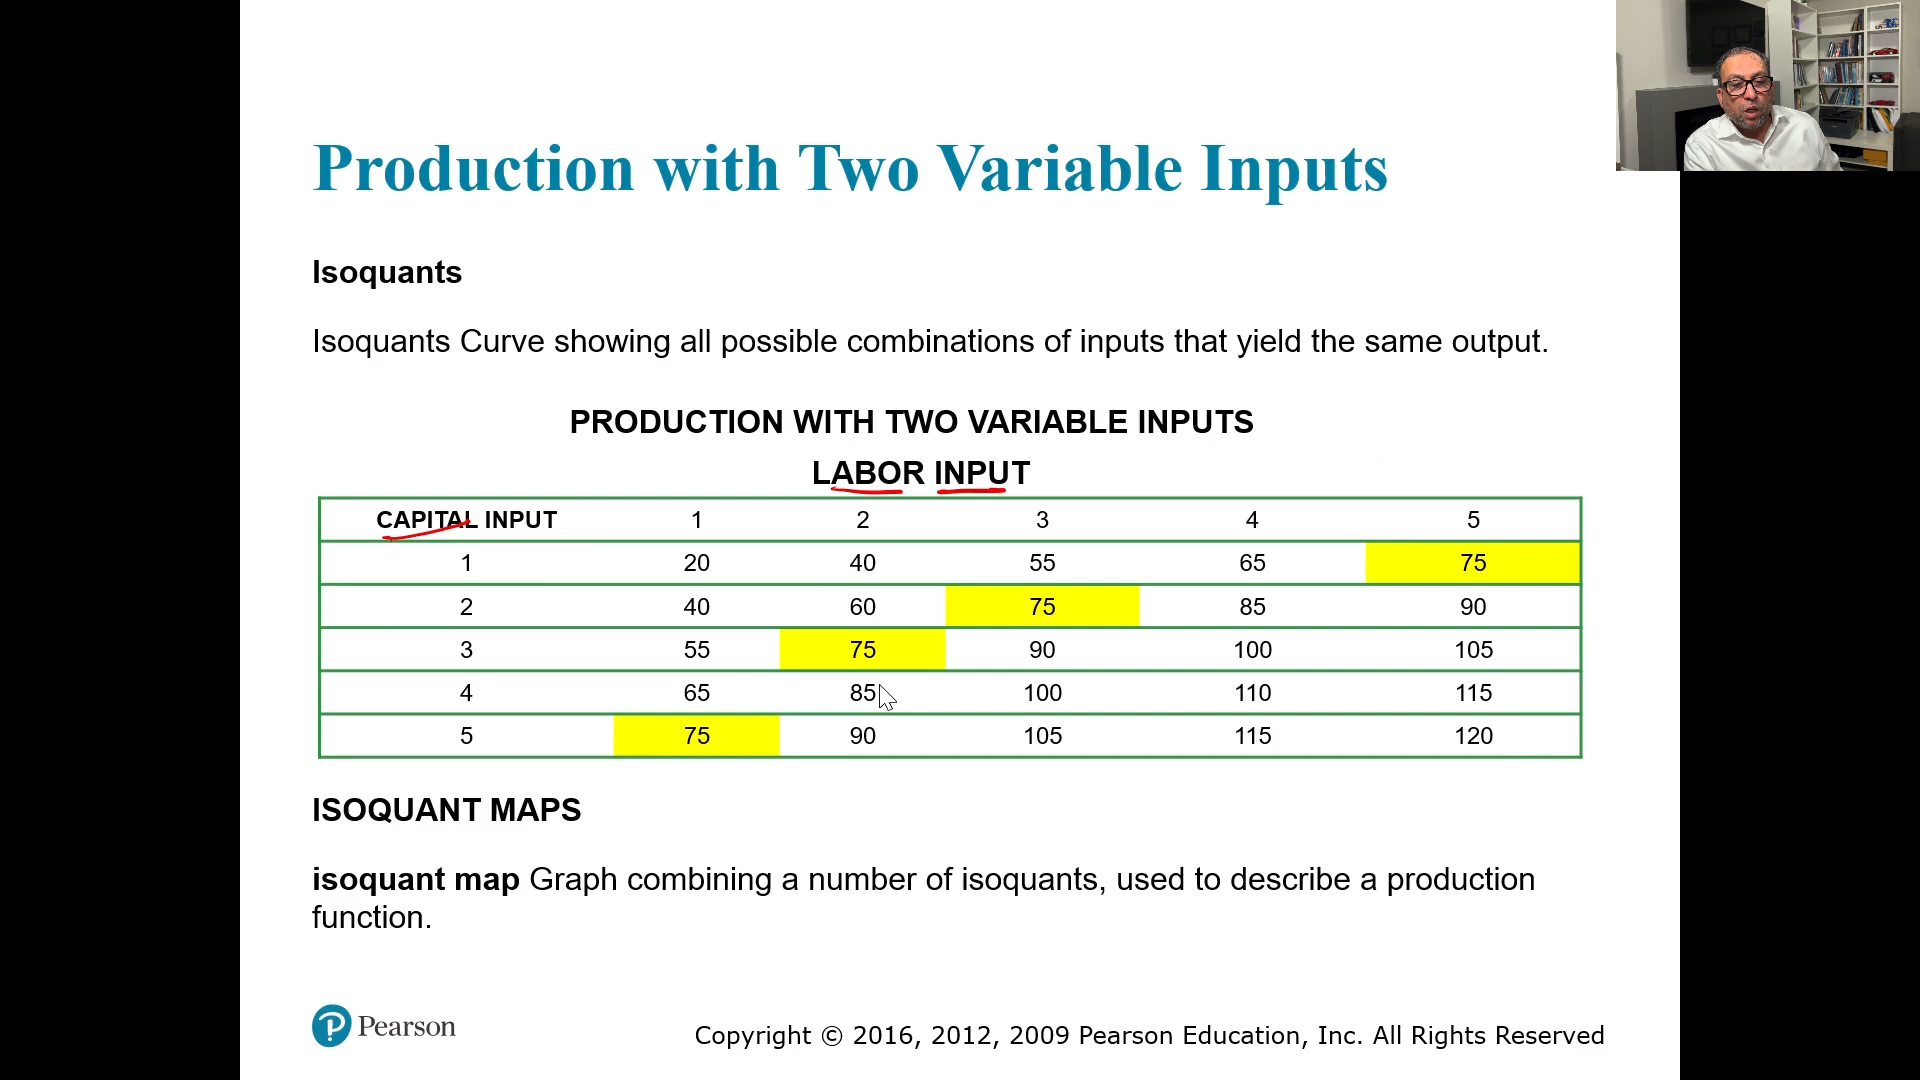 Production with Two Variable Inputs
Isoquants
Isoquants Curve showing all possible combinations of inputs that yield the same output.
PRODUCTION WITH TWO VARIABLE INPUTS
LABOR INPUT
CAPITAL INPUT 1 2 3 4 5
1 20 40 55 65 75
2 40 60 75 85 90
3 55 75 90 100 105
4 65 85 100 110 115
5 75 90 105 115 120
ISOQUANT MAPS
isoquant map Graph combining a number of isoquants, used to describe a production
function.
Pearson
Copyright © 2016, 2012, 2009 Pearson Education, Inc. All Rights Reserved